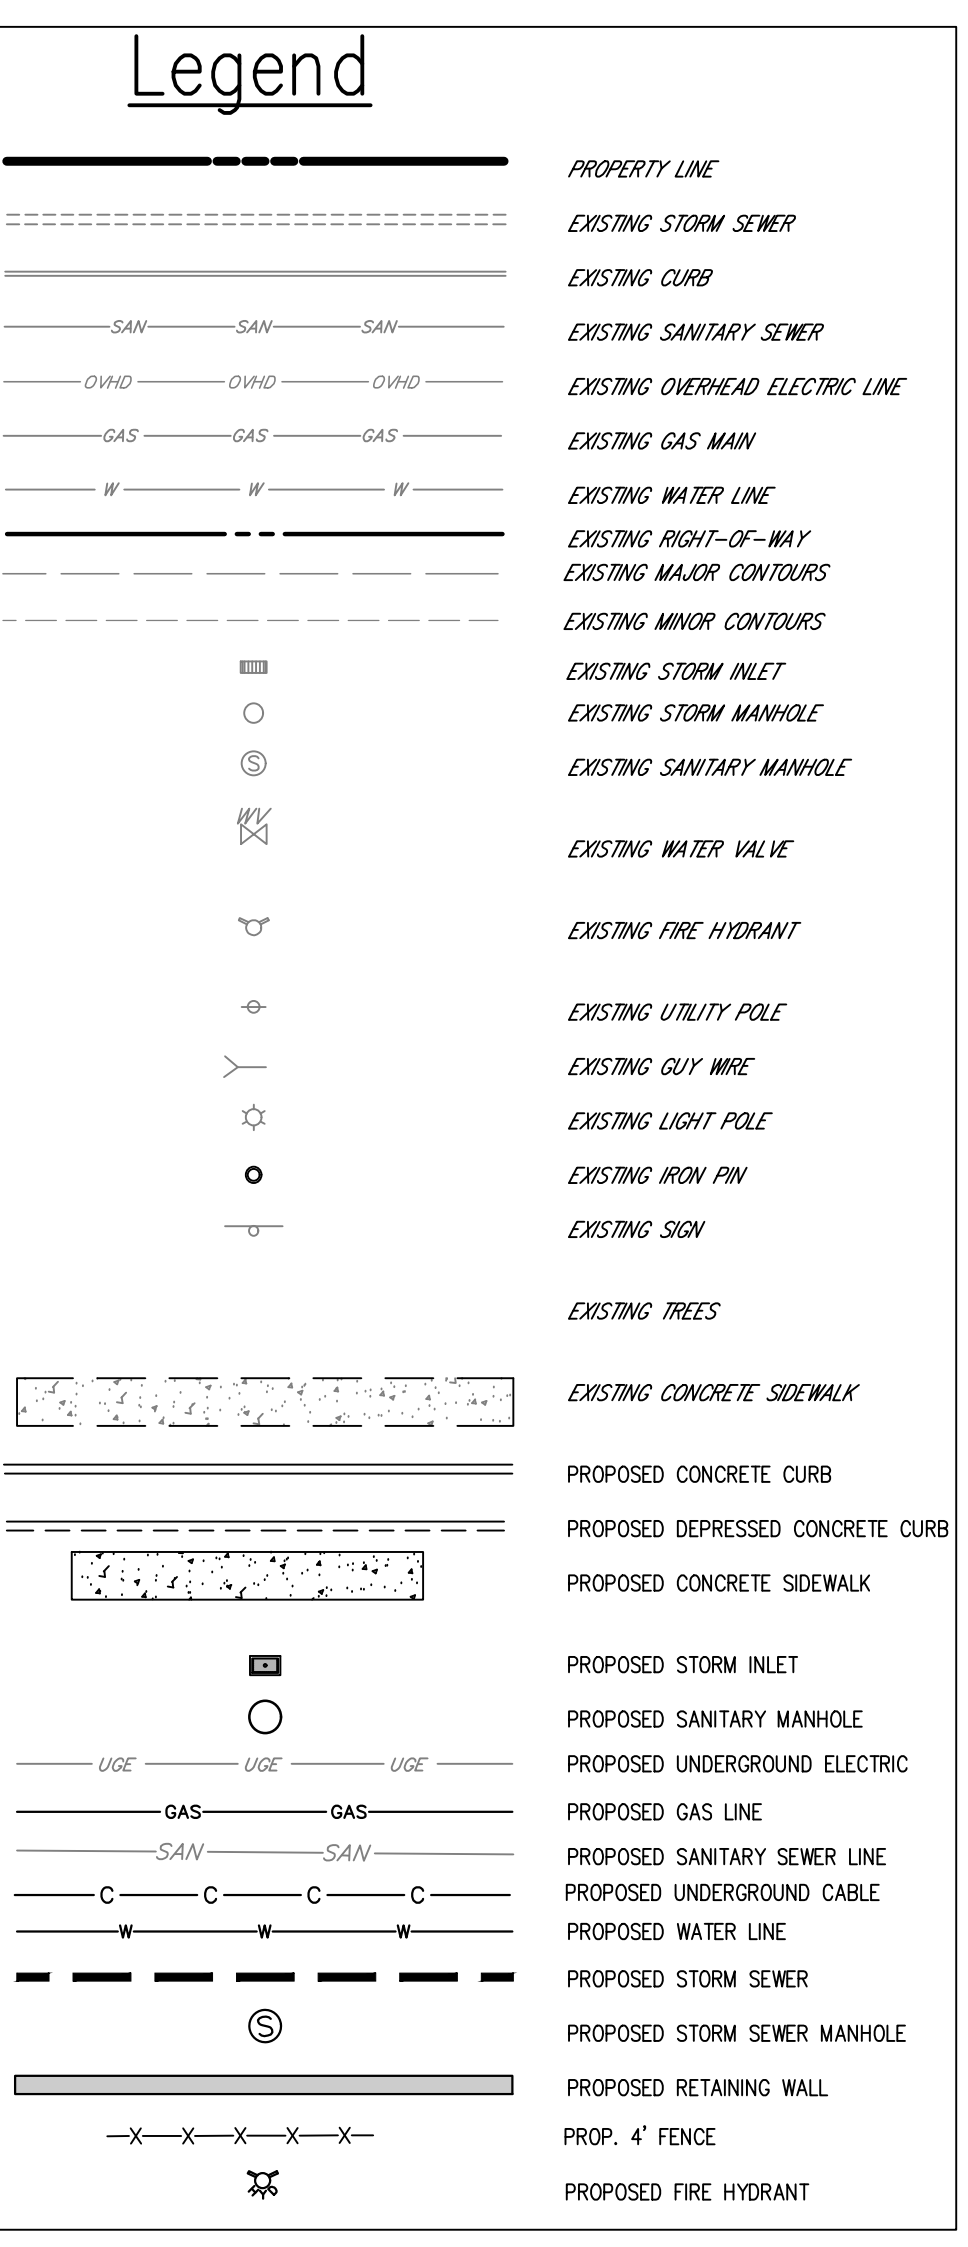 Legend
PROPERTY LINE
EXISTING STORM SEWER
EXISTING CURB
SAN SAN SAN EXISTING SANITARY SEWER
OVHD OVHD OVHD EXISTING OVERHEAD ELECTRIC LINE
GAS GAS GAS EXISTING GAS MAIN
W W W EXISTING WATER LINE
EXISTING RIGHT-OF-WAY
EXISTING MAJOR CONTOURS
EXISTING MINOR CONTOURS
EXISTING STORM INLET
EXISTING STORM MANHOLE
S EXISTING SANITARY MANHOLE
WV
EXISTING WATER VALVE
EXISTING FIRE HYDRANT
EXISTING UTILITY POLE
EXISTING GUY WIRE
EXISTING LIGHT POLE
EXISTING IRON PIN
EXISTING SIGN
EXISTING TREES
EXISTING CONCRETE SIDEWALK
PROPOSED CONCRETE CURB
PROPOSED DEPRESSED CONCRETE CURB
PROPOSED CONCRETE SIDEWALK
PROPOSED STORM INLET
PROPOSED SANITARY MANHOLE
UGE UGE UGE PROPOSED UNDERGROUND ELECTRIC
GAS GAS PROPOSED GAS LINE
SAN SAN PROPOSED SANITARY SEWER LINE
C C C C PROPOSED UNDERGROUND CABLE
W W W PROPOSED WATER LINE
PROPOSED STORM SEWER
S PROPOSED STORM SEWER MANHOLE
PROPOSED RETAINING WALL
X X X X X PROP. 4' FENCE
PROPOSED FIRE HYDRANT